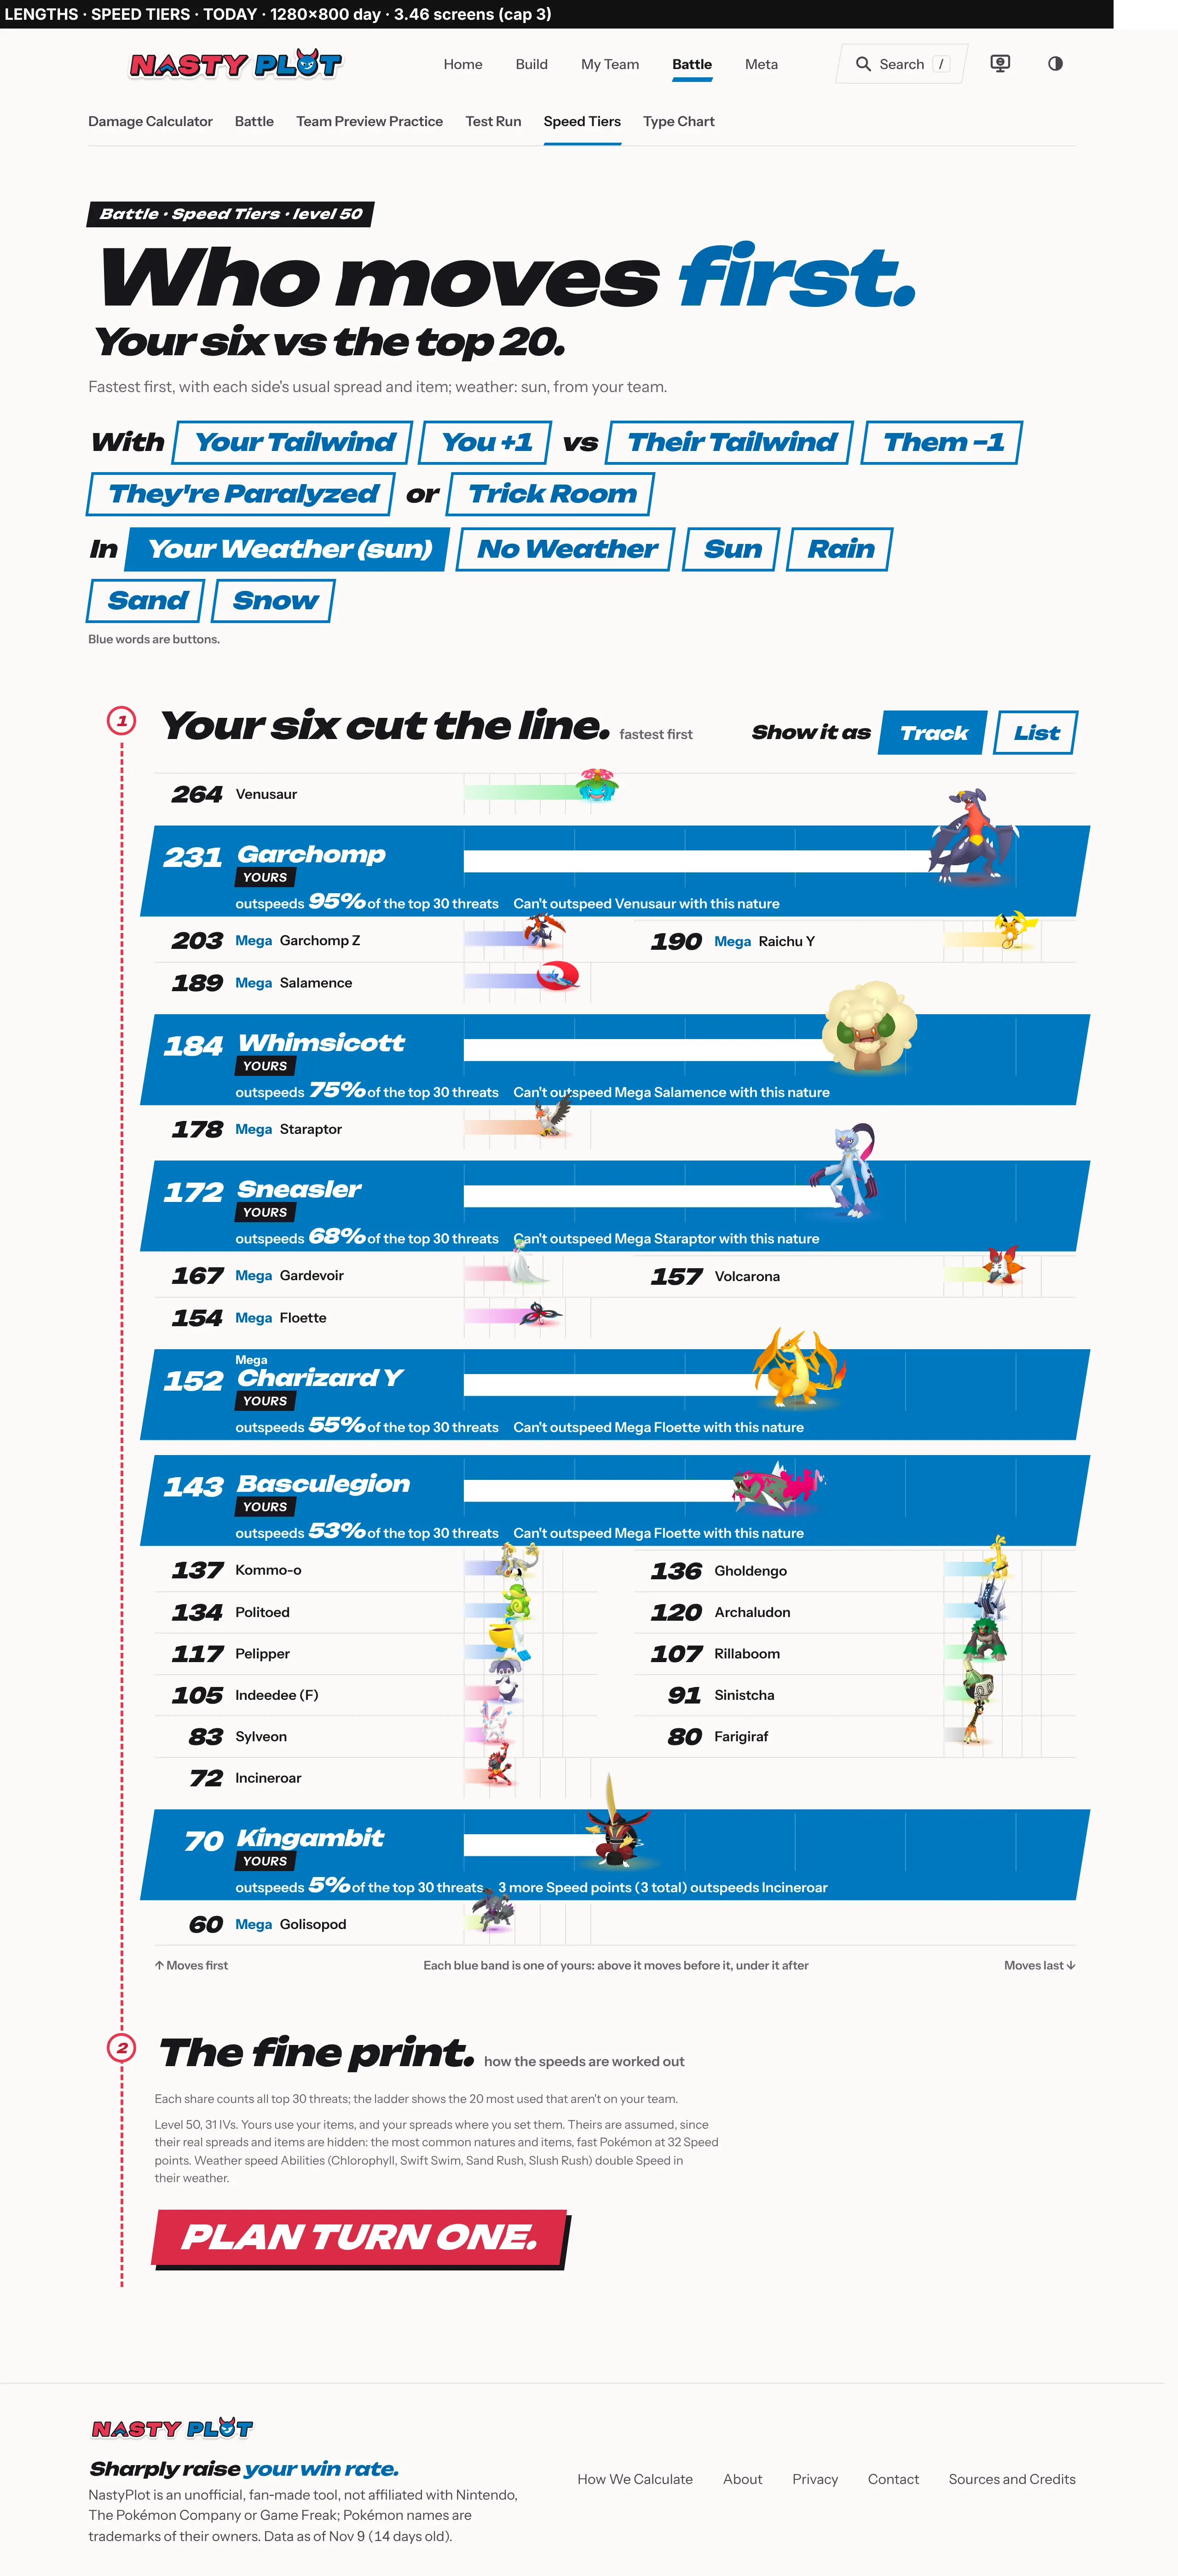 LENGTHS · SPEED TIERS · TODAY · 1280×800 day · 3.46 screens (cap 3)
NASTY PLOT
Home Build My Team Battle Meta Search /
Damage Calculator Battle Team Preview Practice Test Run Speed Tiers Type Chart
Battle · Speed Tiers · level 50
Who moves first.
Your six vs the top 20.
Fastest first, with each side's usual spread and item; weather: sun, from your team.
With Your Tailwind You +1 vs Their Tailwind Them −1
They're Paralyzed or Trick Room
In Your Weather (sun) No Weather Sun Rain
Sand Snow
Blue words are buttons.
1 Your six cut the line. fastest first Show it as Track List
264 Venusaur
231 Garchomp
YOURS
outspeeds 95% of the top 30 threats Can't outspeed Venusaur with this nature
203 Mega Garchomp Z 190 Mega Raichu Y
189 Mega Salamence
184 Whimsicott
YOURS
outspeeds 75% of the top 30 threats Can't outspeed Mega Salamence with this nature
178 Mega Staraptor
172 Sneasler
YOURS
outspeeds 68% of the top 30 threats Can't outspeed Mega Staraptor with this nature
167 Mega Gardevoir 157 Volcarona
154 Mega Floette
Mega
152 Charizard Y
YOURS
outspeeds 55% of the top 30 threats Can't outspeed Mega Floette with this nature
143 Basculegion
YOURS
outspeeds 53% of the top 30 threats Can't outspeed Mega Floette with this nature
137 Kommo-o 136 Gholdengo
134 Politoed 120 Archaludon
117 Pelipper 107 Rillaboom
105 Indeedee (F) 91 Sinistcha
83 Sylveon 80 Farigiraf
72 Incineroar
70 Kingambit
YOURS
outspeeds 5% of the top 30 threats 3 more Speed points (3 total) outspeeds Incineroar
60 Mega Golisopod
↑ Moves first Each blue band is one of yours: above it moves before it, under it after Moves last ↓
2 The fine print. how the speeds are worked out
Each share counts all top 30 threats; the ladder shows the 20 most used that aren't on your team.
Level 50, 31 IVs. Yours use your items, and your spreads where you set them. Theirs are assumed, since
their real spreads and items are hidden: the most common natures and items, fast Pokémon at 32 Speed
points. Weather speed Abilities (Chlorophyll, Swift Swim, Sand Rush, Slush Rush) double Speed in
their weather.
PLAN TURN ONE.
NASTY PLOT
Sharply raise your win rate.
How We Calculate About Privacy Contact Sources and Credits
NastyPlot is an unofficial, fan-made tool, not affiliated with Nintendo,
The Pokémon Company or Game Freak; Pokémon names are
trademarks of their owners. Data as of Nov 9 (14 days old).